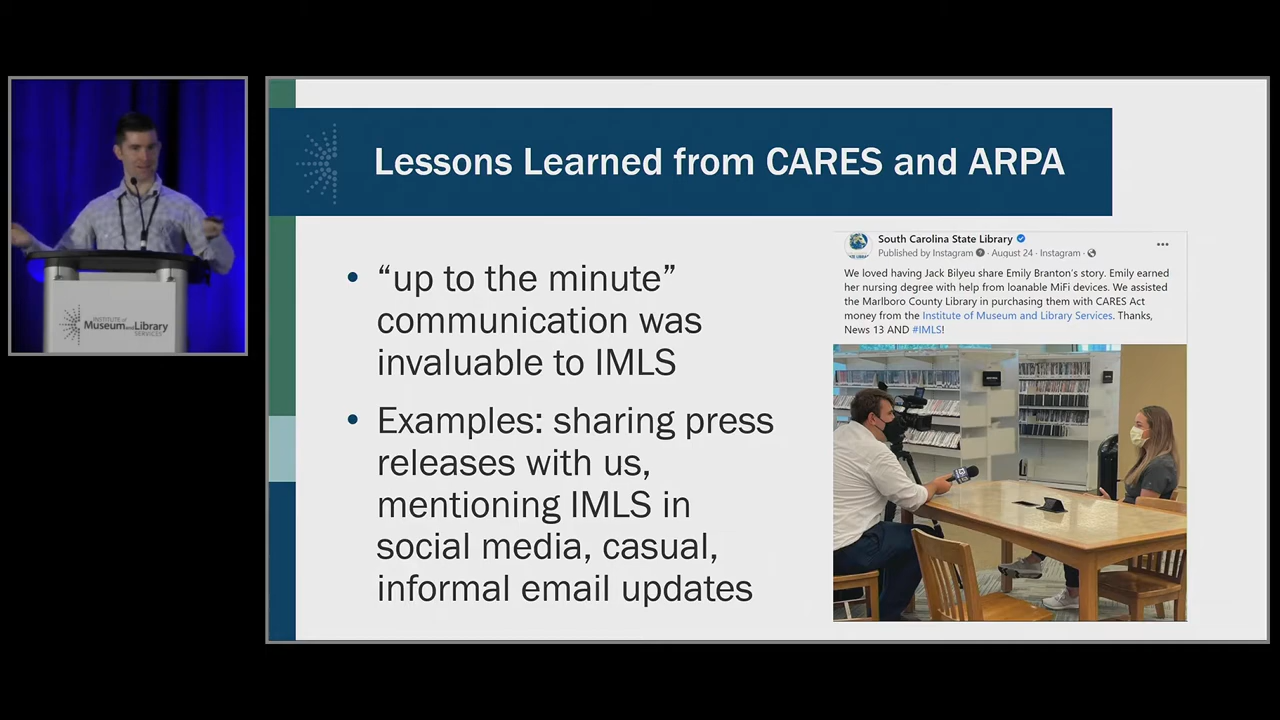 Lessons Learned from CARES and ARPA
• “up to the minute”
communication was
invaluable to IMLS
• Examples: sharing press
releases with us,
mentioning IMLS in
social media, casual,
informal email updates
South Carolina State Library
Published by Instagram · August 24 · Instagram ·
We loved having Jack Bilyeu share Emily Branton's story. Emily earned
her nursing degree with help from loanable MiFi devices. We assisted
the Marlboro County Library in purchasing them with CARES Act
money from the Institute of Museum and Library Services. Thanks,
News 13 AND #IMLS!
INSTITUTE of
Museum and Library
SERVICES